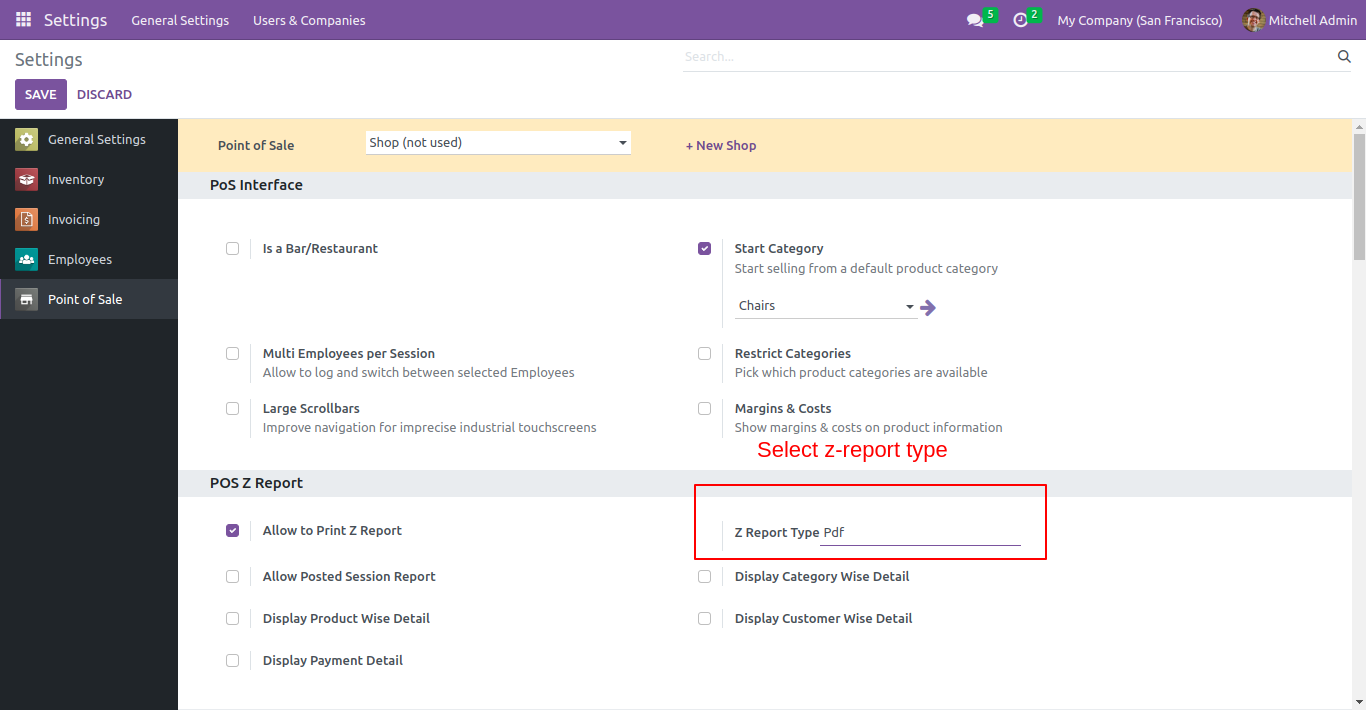 Settings General Settings Users & Companies 5 2 My Company (San Francisco) Mitchell Admin
Settings Search...
SAVE DISCARD
General Settings
Inventory
Invoicing
Employees
Point of Sale
Point of Sale Shop (not used) + New Shop
PoS Interface
Is a Bar/Restaurant
Start Category
Start selling from a default product category
Chairs
Multi Employees per Session
Allow to log and switch between selected Employees
Restrict Categories
Pick which product categories are available
Large Scrollbars
Improve navigation for imprecise industrial touchscreens
Margins & Costs
Show margins & costs on product information
Select z-report type
POS Z Report
Allow to Print Z Report
Z Report Type Pdf
Allow Posted Session Report
Display Category Wise Detail
Display Product Wise Detail
Display Customer Wise Detail
Display Payment Detail